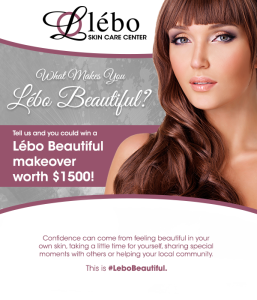 Lébo
SKIN CARE CENTER
What Makes You
Lébo Beautiful?
Tell us and you could win a
Lébo Beautiful
makeover
worth $1500!
Confidence can come from feeling beautiful in your
own skin, taking a little time for yourself, sharing special
moments with others or helping your local community.
This is #LeboBeautiful.